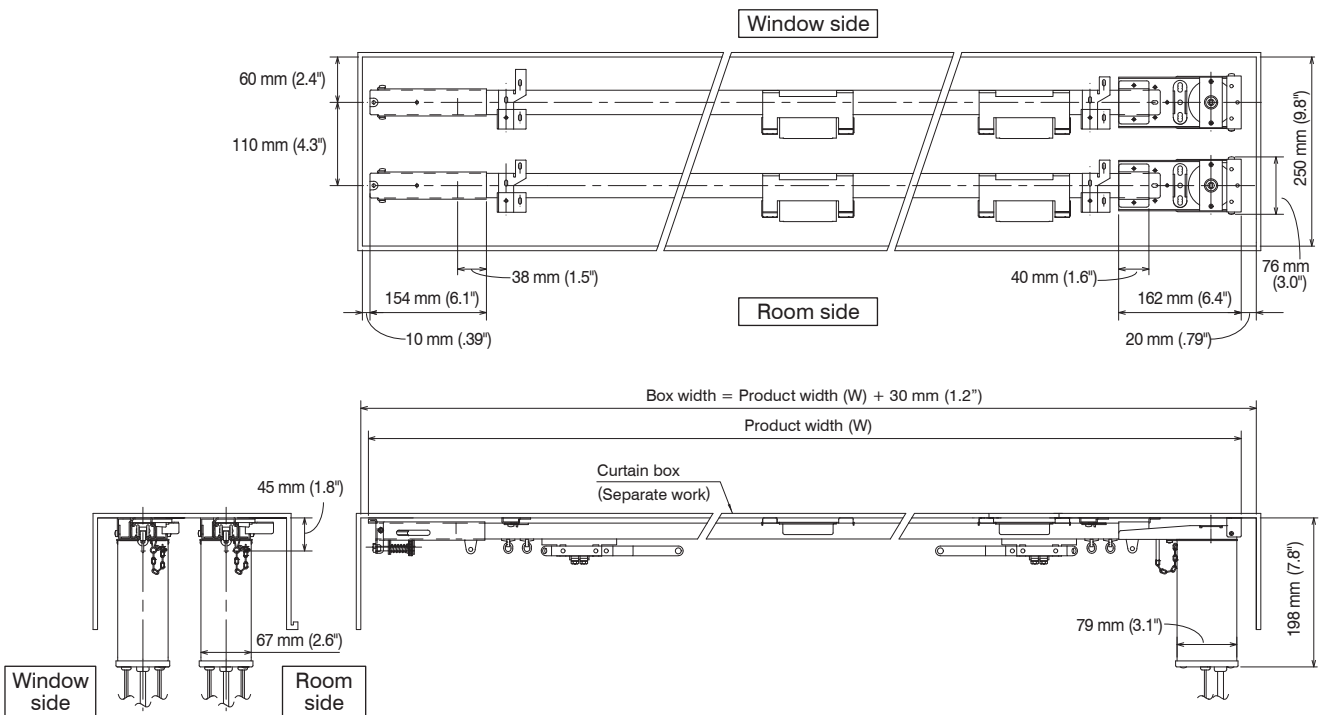 Window side
60 mm (2.4")
110 mm (4.3")
250 mm (9.8")
76 mm
(3.0")
38 mm (1.5")
40 mm (1.6")
154 mm (6.1")
162 mm (6.4")
10 mm (.39")
Room side
20 mm (.79")
Box width = Product width (W) + 30 mm (1.2”)
Product width (W)
Curtain box
(Separate work)
45 mm (1.8")
198 mm (7.8")
67 mm (2.6")
79 mm (3.1")
Window
side
Room
side